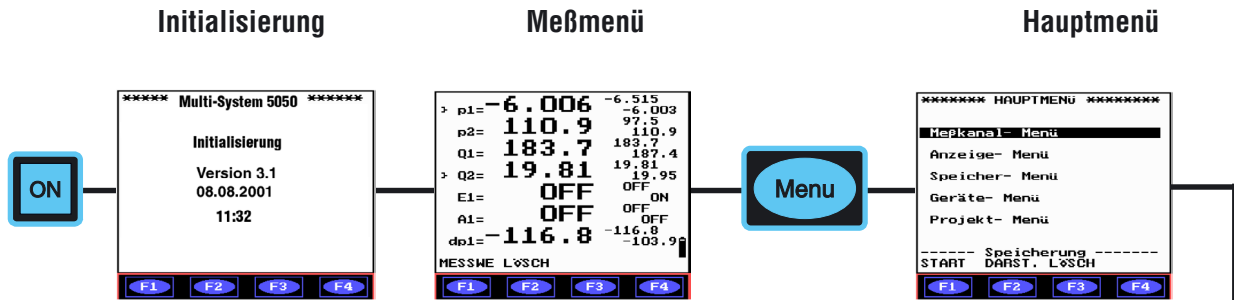 Initialisierung
Meßmenü
Hauptmenü
ON
***** Multi-System 5050 ******
Initialisierung
Version 3.1
08.08.2001
11:32
F1 F2 F3 F4
> p1=-6.006 -6.515 -6.003
p2= 110.9 97.5 110.9
Q1= 183.7 183.7 187.4
> Q2= 19.81 19.81 19.95
E1= OFF OFF ON
A1= OFF OFF OFF
dp1=-116.8 -116.8 -103.9
MESSWE LÖSCH
F1 F2 F3 F4
Menu
******* HAUPTMENü ********
Meßkanal- Menü
Anzeige- Menü
Speicher- Menü
Geräte- Menü
Projekt- Menü
------ Speicherung -------
START DARST. LÖSCH
F1 F2 F3 F4